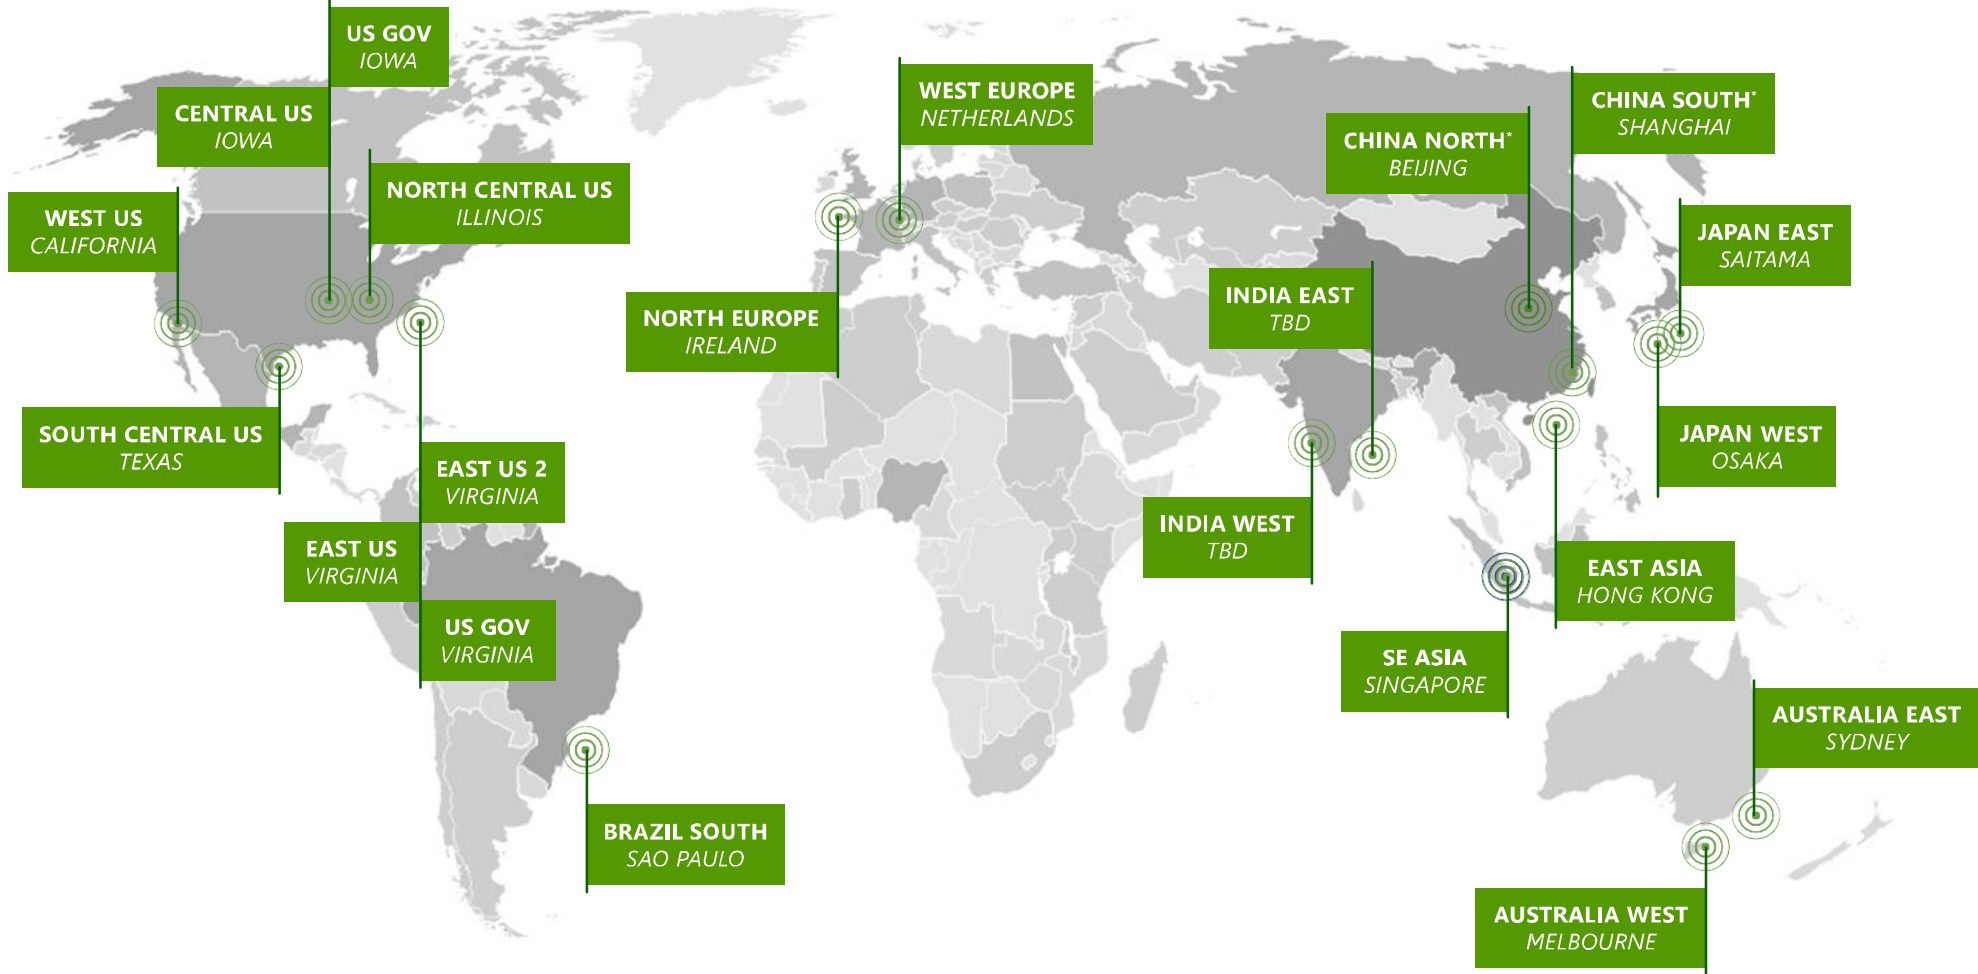 US GOV
IOWA
CENTRAL US
IOWA
NORTH CENTRAL US
ILLINOIS
WEST US
CALIFORNIA
SOUTH CENTRAL US
TEXAS
EAST US 2
VIRGINIA
EAST US
VIRGINIA
US GOV
VIRGINIA
BRAZIL SOUTH
SAO PAULO
WEST EUROPE
NETHERLANDS
NORTH EUROPE
IRELAND
CHINA SOUTH*
SHANGHAI
CHINA NORTH*
BEIJING
JAPAN EAST
SAITAMA
INDIA EAST
TBD
JAPAN WEST
OSAKA
INDIA WEST
TBD
EAST ASIA
HONG KONG
SE ASIA
SINGAPORE
AUSTRALIA EAST
SYDNEY
AUSTRALIA WEST
MELBOURNE